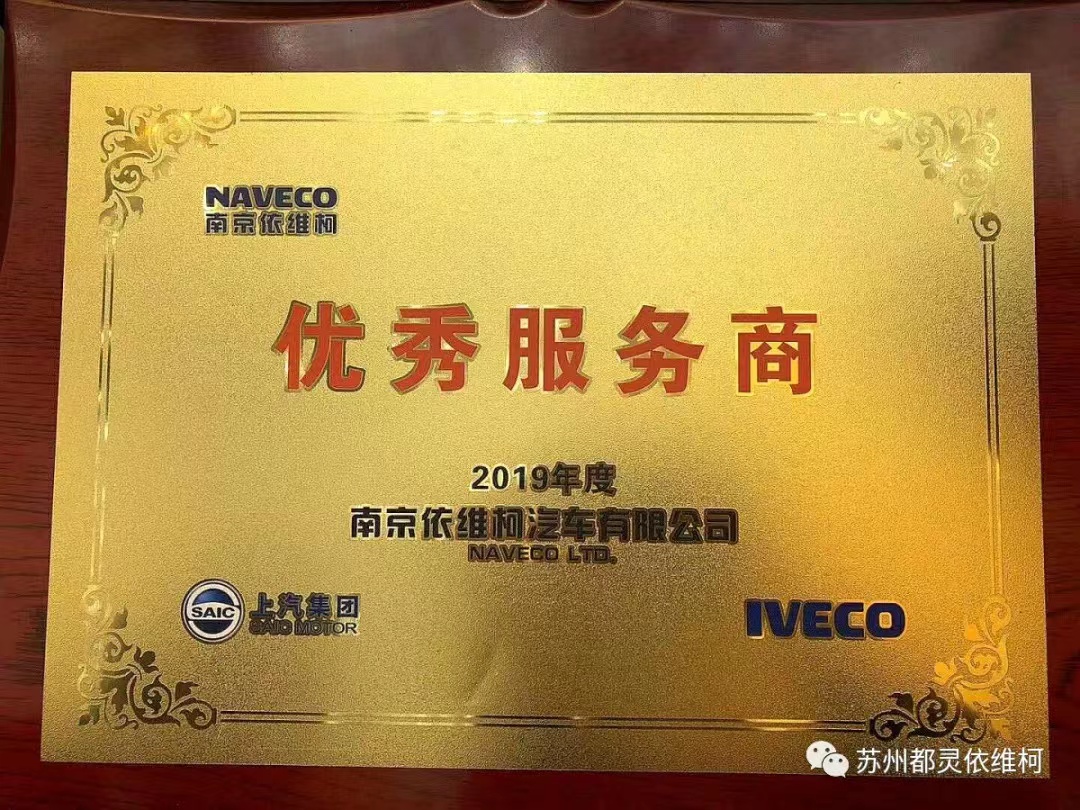 NAVECO
南京依维柯
优秀服务商
2019年度
南京依维柯汽车有限公司
NAVECO LTD.
SAIC
上汽集团
SAIC MOTOR
IVECO
苏州都灵依维柯